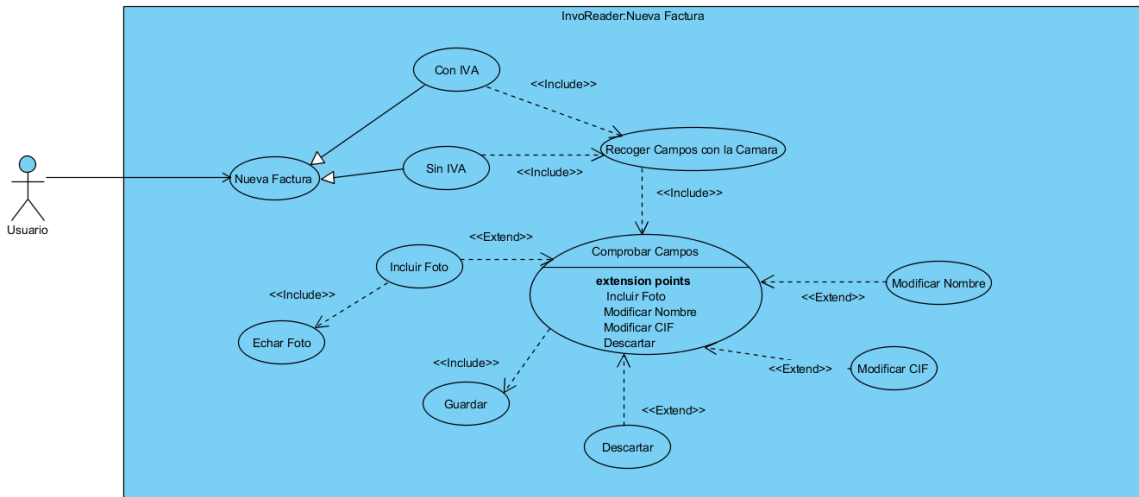 InvoReader:Nueva Factura
Con IVA
<<Include>>
Recoger Campos con la Camara
Sin IVA
<<Include>>
Nueva Factura
Usuario
<<Include>>
<<Extend>>
Comprobar Campos
Incluir Foto
extension points
Incluir Foto
Modificar Nombre
Modificar CIF
Descartar
Modificar Nombre
<<Extend>>
<<Include>>
Echar Foto
<<Include>>
<<Extend>>
Modificar CIF
Guardar
<<Extend>>
Descartar